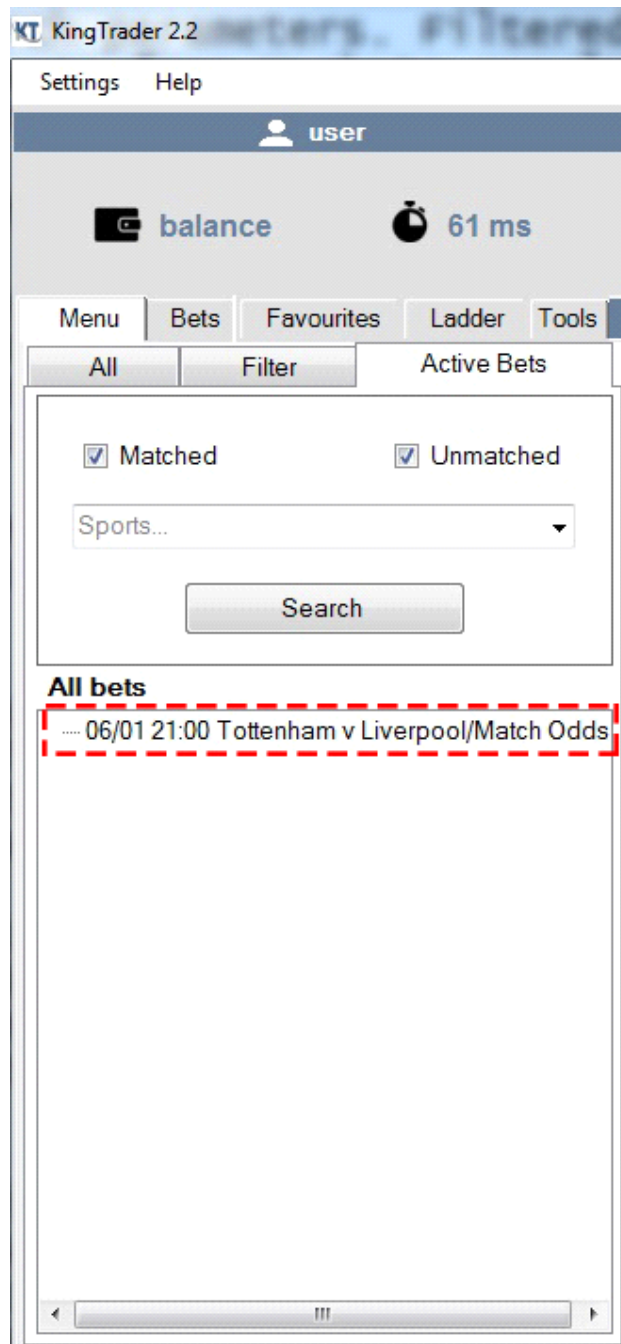 KT KingTrader 2.2
Settings Help
user
balance 61 ms
Menu Bets Favourites Ladder Tools
All Filter Active Bets
Matched Unmatched
Sports...
Search
All bets
06/01 21:00 Tottenham v Liverpool/Match Odds